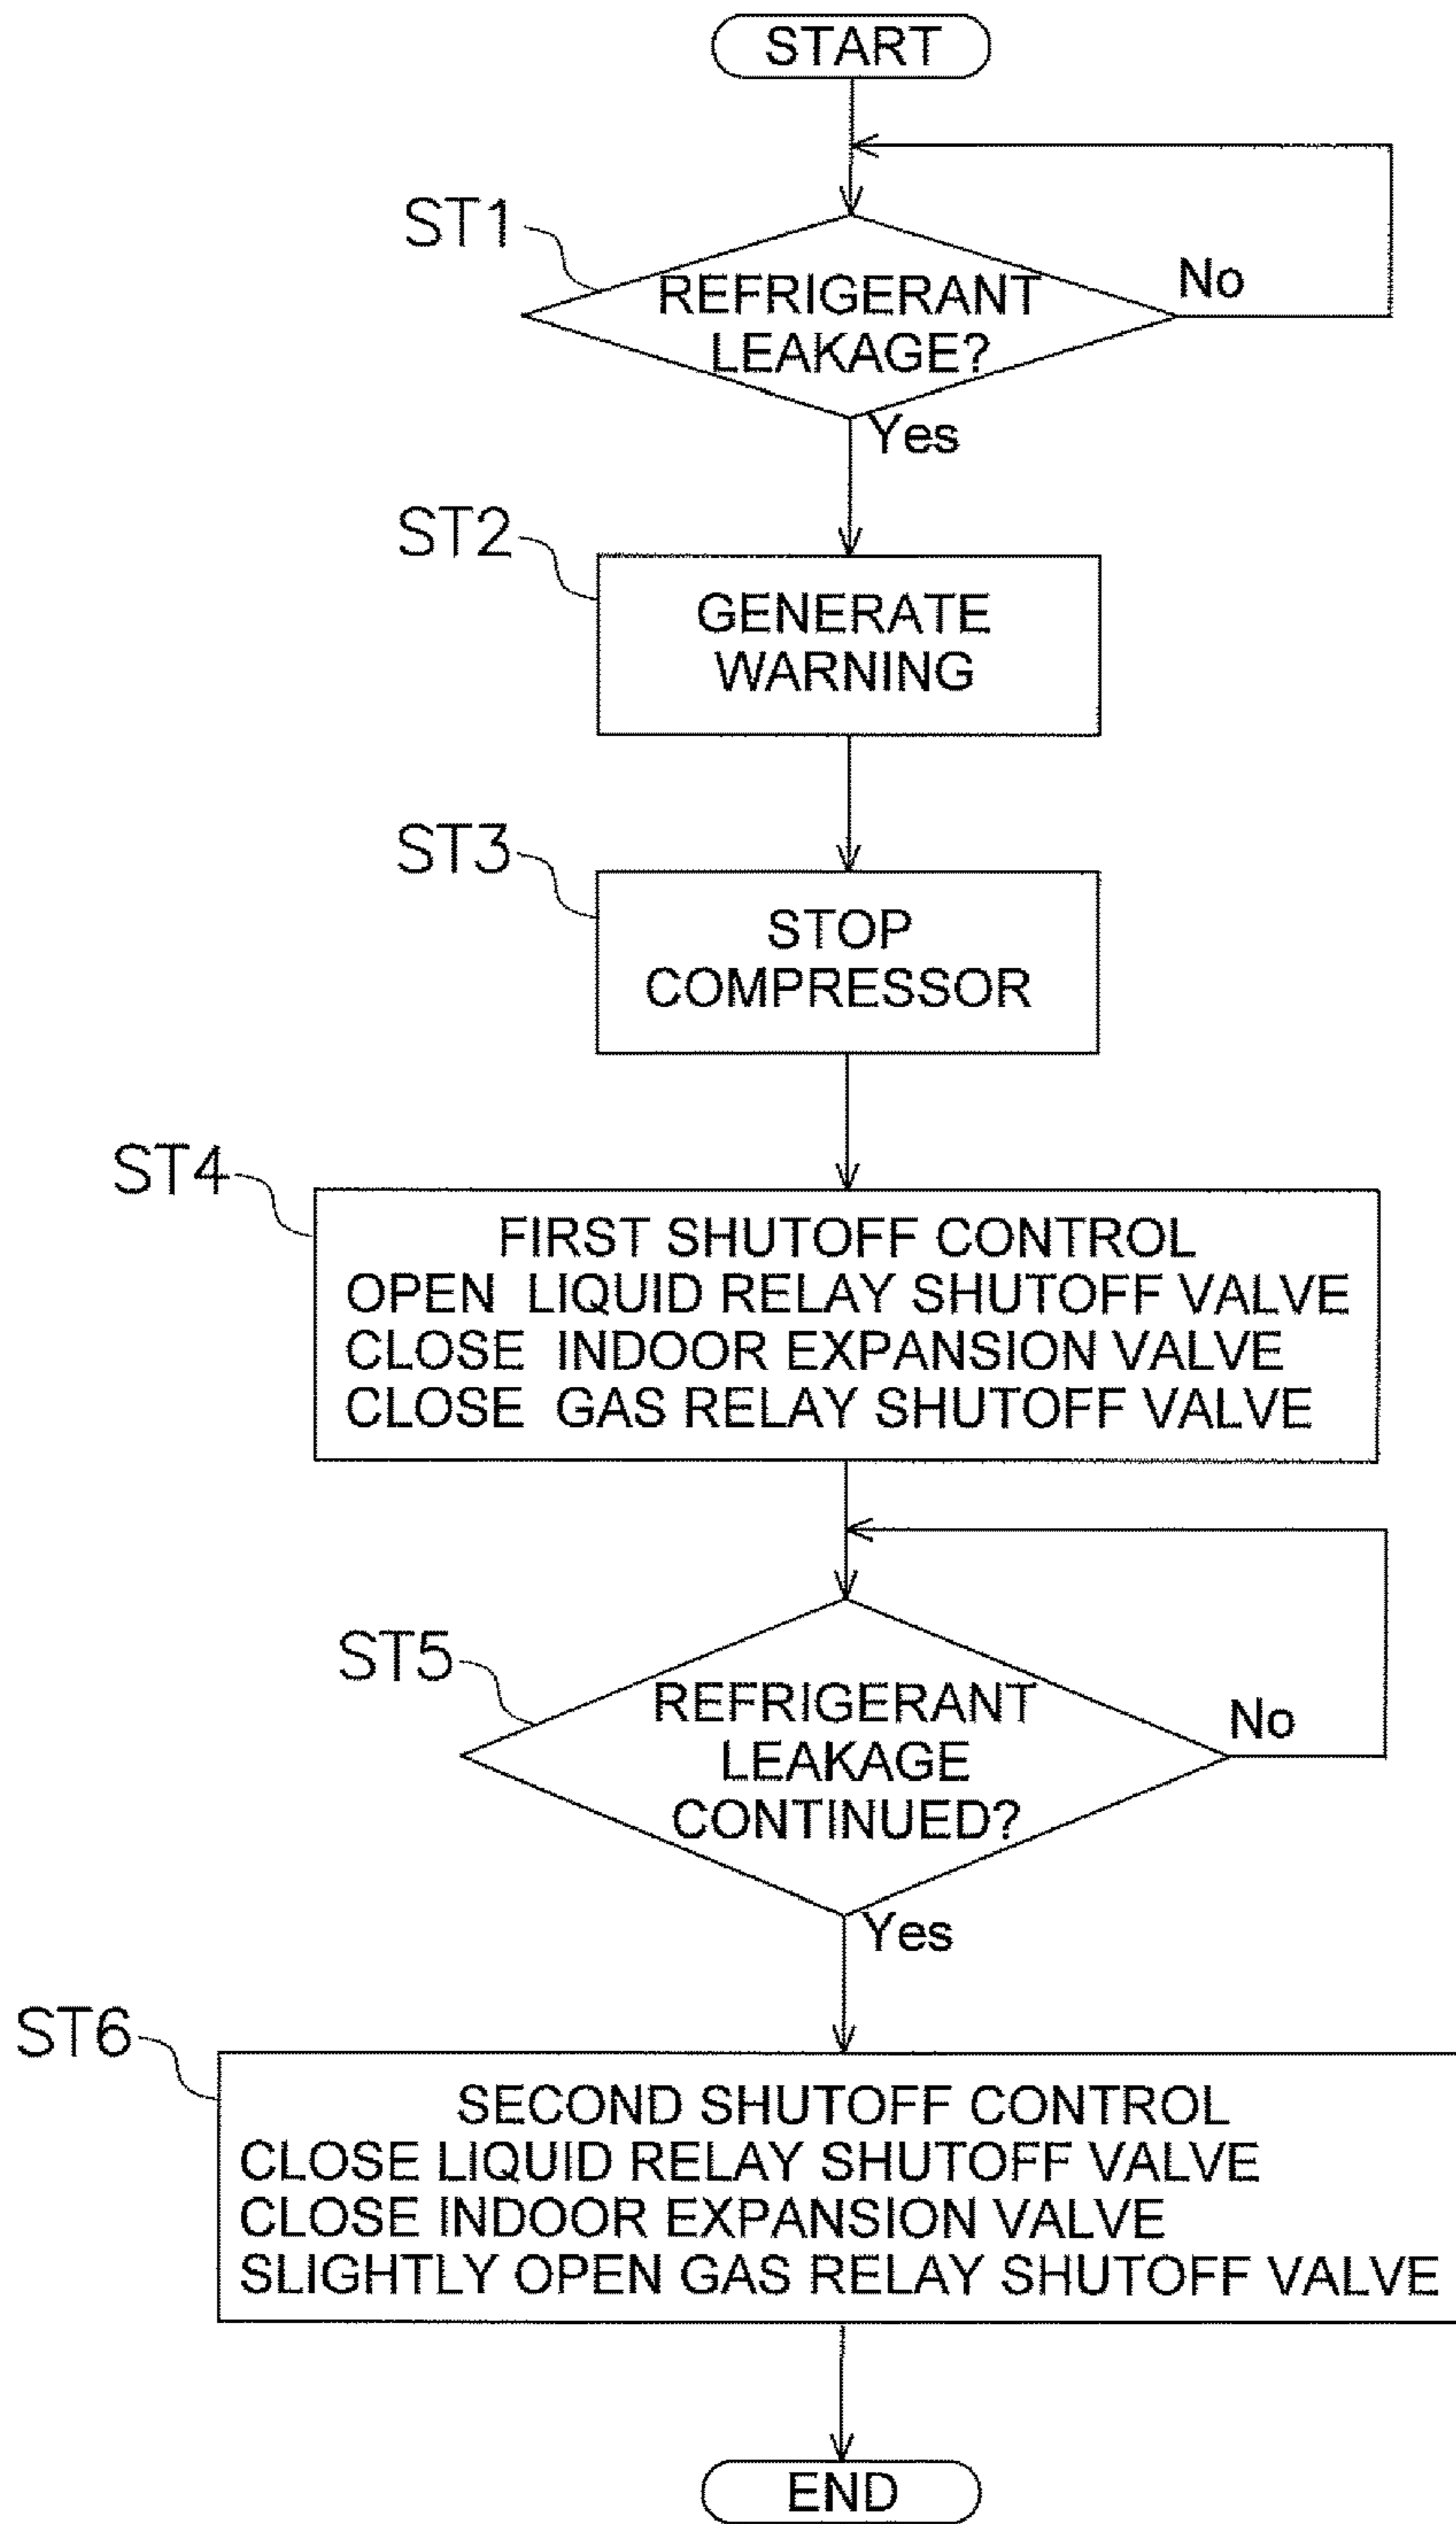 START
ST1
REFRIGERANT
LEAKAGE?
No
Yes
ST2
GENERATE
WARNING
ST3
STOP
COMPRESSOR
ST4
FIRST SHUTOFF CONTROL
OPEN LIQUID RELAY SHUTOFF VALVE
CLOSE INDOOR EXPANSION VALVE
CLOSE GAS RELAY SHUTOFF VALVE
ST5
REFRIGERANT
LEAKAGE
CONTINUED?
No
Yes
ST6
SECOND SHUTOFF CONTROL
CLOSE LIQUID RELAY SHUTOFF VALVE
CLOSE INDOOR EXPANSION VALVE
SLIGHTLY OPEN GAS RELAY SHUTOFF VALVE
END